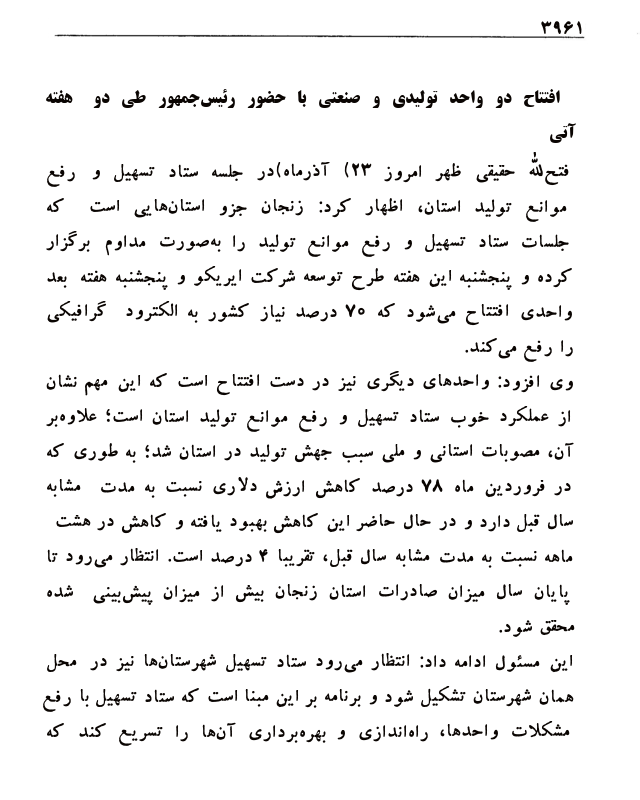 ۳۹۶۱
افتتاح دو واحد تولیدی و صنعتی با حضور رئیس‌جمهور طی دو هفته
آتی
فتح‌الله حقیقی ظهر امروز ۲۳) آذرماه)در جلسه ستاد تسهیل و رفع
موانع تولید استان، اظهار کرد: زنجان جزو استان‌هایی است که
جلسات ستاد تسهیل و رفع موانع تولید را به‌صورت مداوم برگزار
کرده و پنجشنبه این هفته طرح توسعه شرکت ایریکو و پنجشنبه هفته بعد
واحدی افتتاح می‌شود که ۷۰ درصد نیاز کشور به الکترود گرافیکی
را رفع می‌کند.
وی افزود: واحدهای دیگری نیز در دست افتتاح است که این مهم نشان
از عملکرد خوب ستاد تسهیل و رفع موانع تولید استان است؛ علاوه‌بر
آن، مصوبات استانی و ملی سبب جهش تولید در استان شد؛ به طوری که
در فروردین ماه ۷۸ درصد کاهش ارزش دلاری نسبت به مدت مشابه
سال قبل دارد و در حال حاضر این کاهش بهبود یافته و کاهش در هشت
ماهه نسبت به مدت مشابه سال قبل، تقریبا ۴ درصد است. انتظار می‌رود تا
پایان سال میزان صادرات استان زنجان بیش از میزان پیش‌بینی شده
محقق شود.
این مسئول ادامه داد: انتظار می‌رود ستاد تسهیل شهرستان‌ها نیز در محل
همان شهرستان تشکیل شود و برنامه بر این مبنا است که ستاد تسهیل با رفع
مشکلات واحدها، راه‌اندازی و بهره‌برداری آن‌ها را تسریع کند که